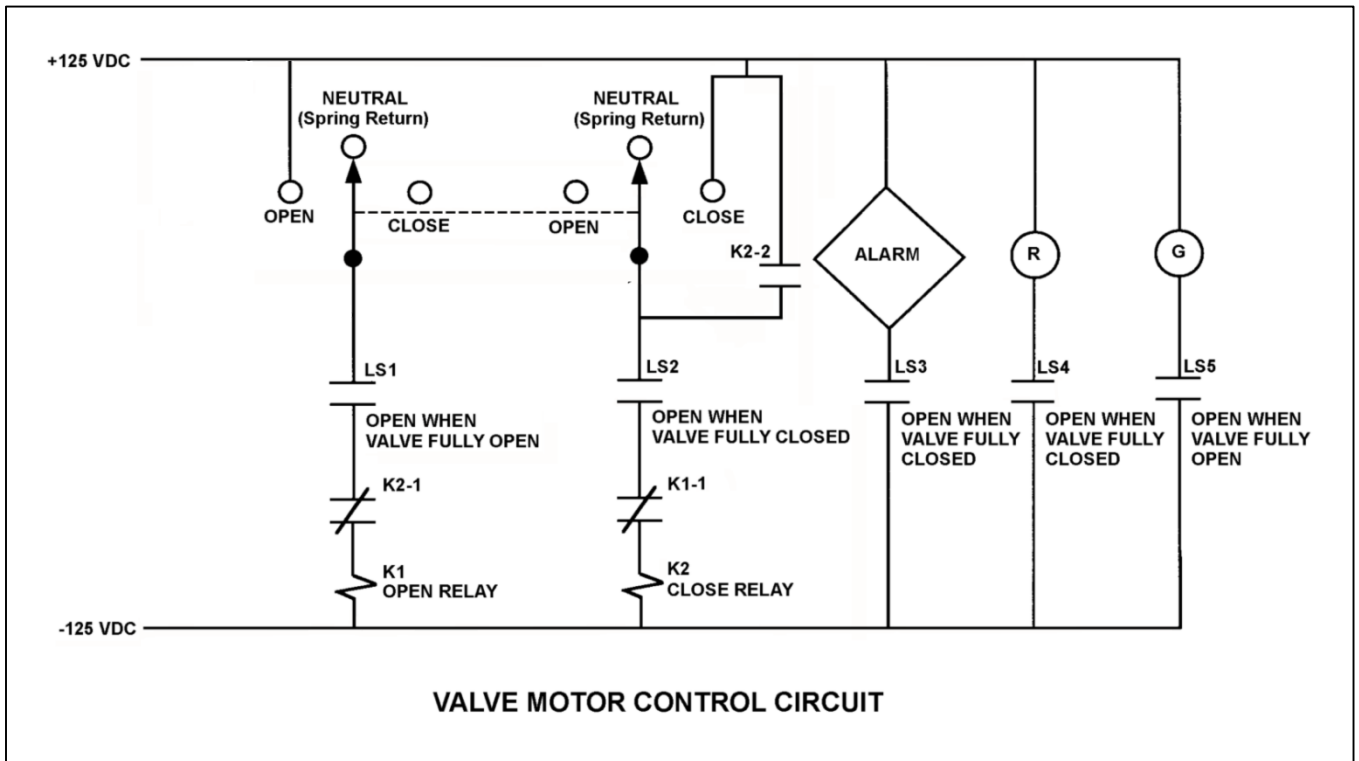 +125 VDC
NEUTRAL
(Spring Return)
NEUTRAL
(Spring Return)
OPEN
CLOSE
OPEN
CLOSE
K2-2
ALARM
R
G
LS1
OPEN WHEN
VALVE FULLY OPEN
LS2
OPEN WHEN
VALVE FULLY CLOSED
LS3
OPEN WHEN
VALVE FULLY
CLOSED
LS4
OPEN WHEN
VALVE FULLY
CLOSED
LS5
OPEN WHEN
VALVE FULLY
OPEN
K2-1
K1-1
K1
OPEN RELAY
K2
CLOSE RELAY
-125 VDC
VALVE MOTOR CONTROL CIRCUIT